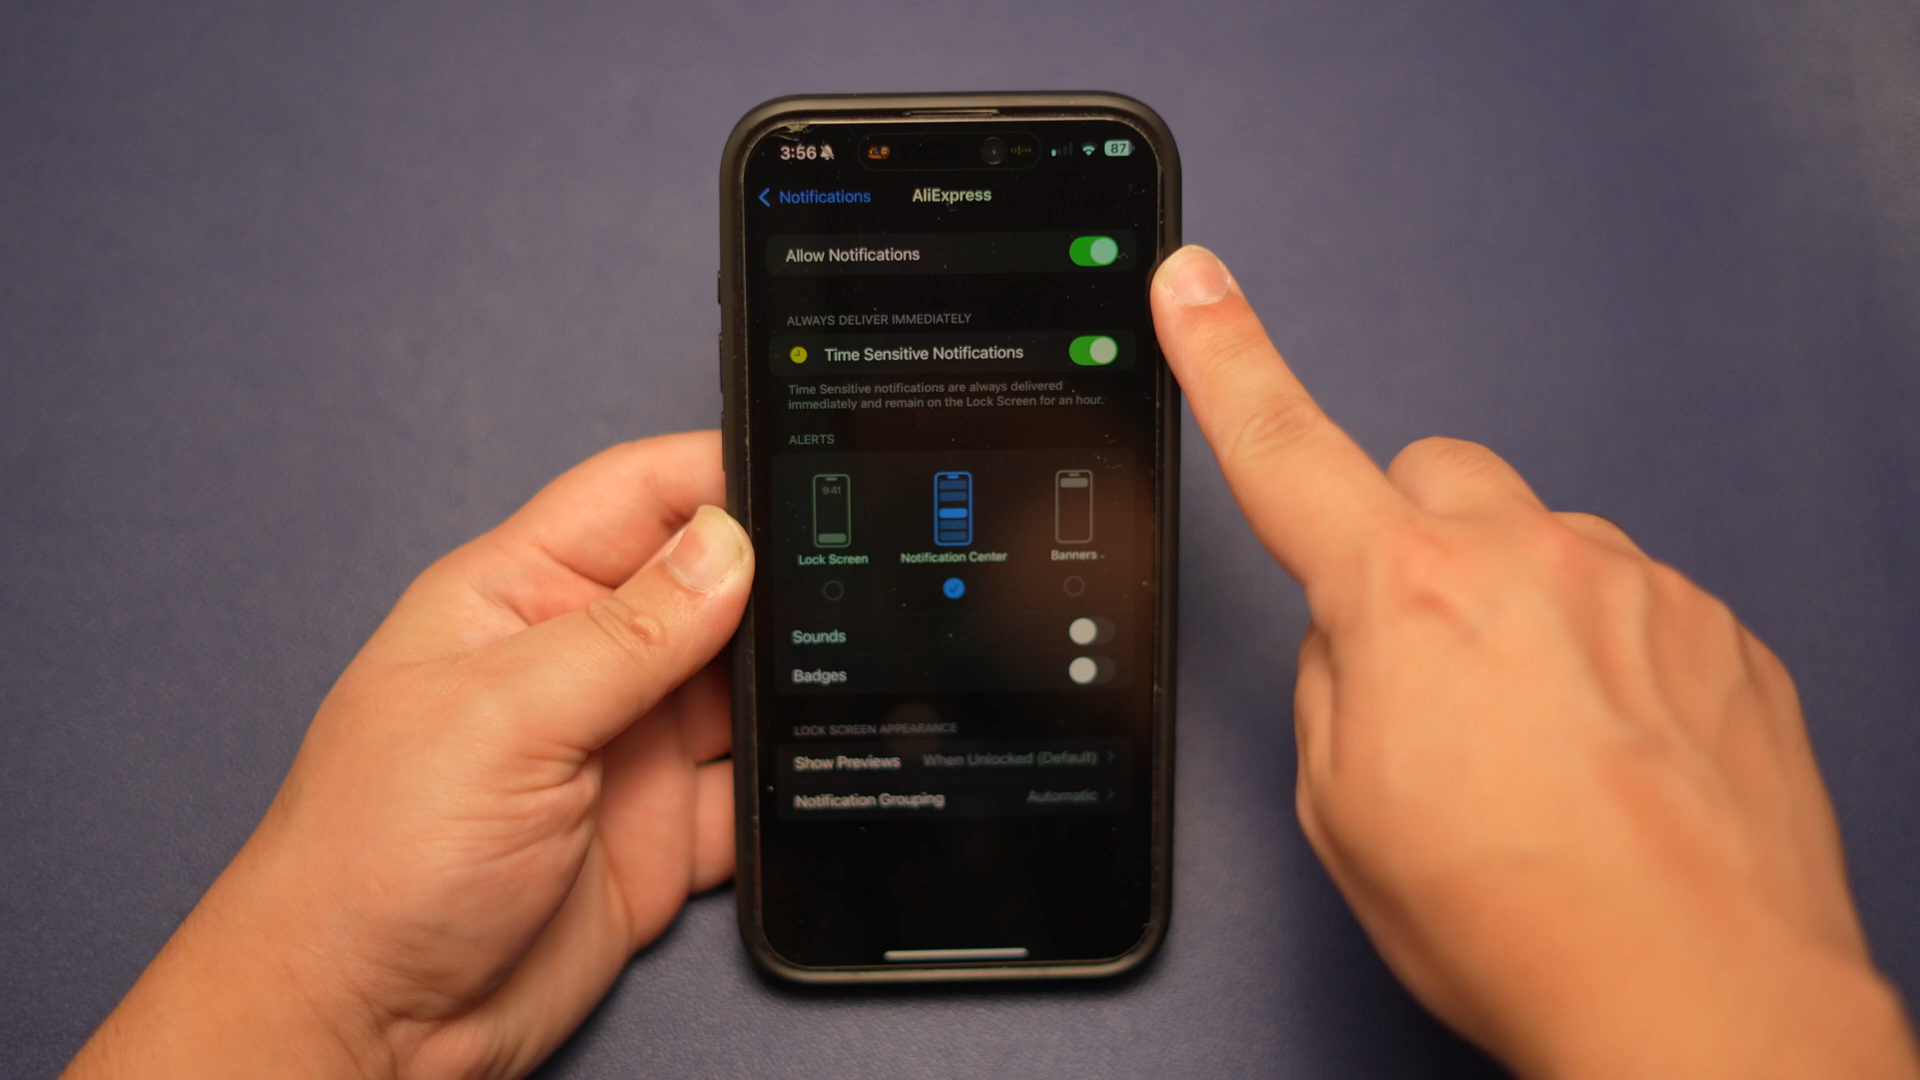 3:56
87
Notifications
AliExpress
Allow Notifications
ALWAYS DELIVER IMMEDIATELY
Time Sensitive Notifications
Time Sensitive notifications are always delivered
immediately and remain on the Lock Screen for an hour.
ALERTS
9:41
Lock Screen
Notification Center
Banners
Sounds
Badges
LOCK SCREEN APPEARANCE
Show Previews When Unlocked (Default)
Notification Grouping Automatic